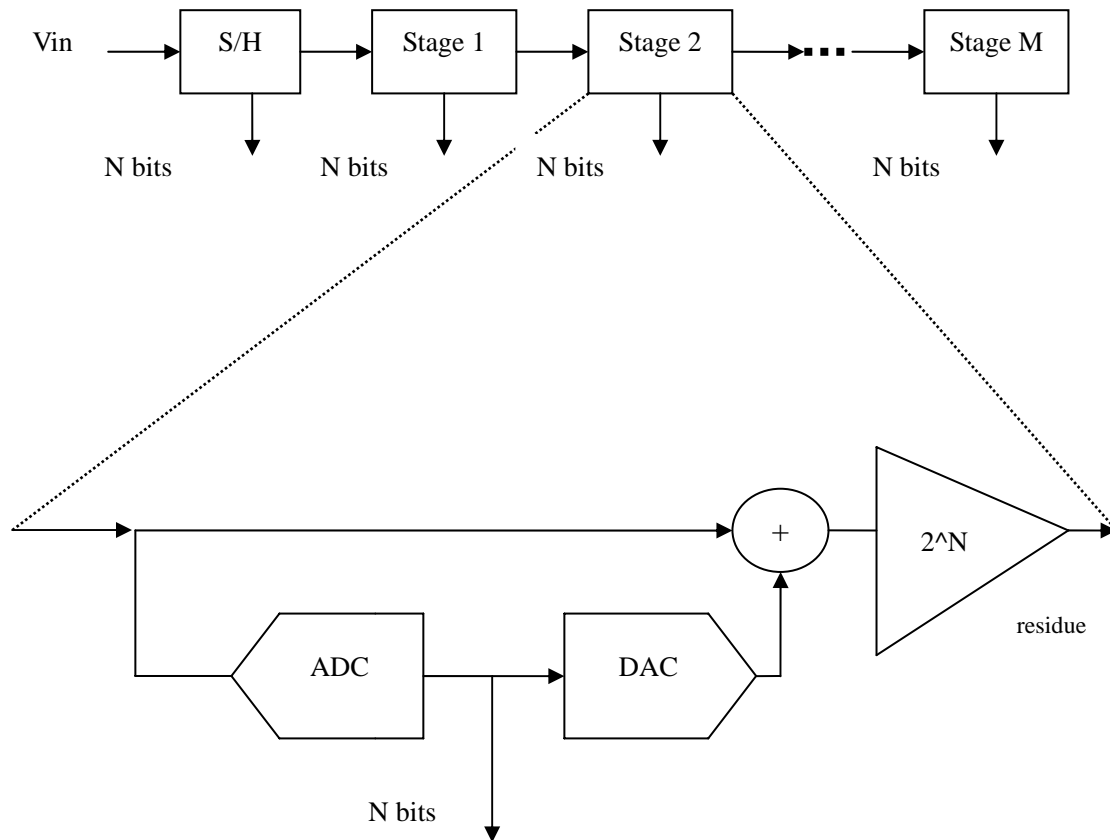 Vin
S/H
Stage 1
Stage 2
Stage M
N bits
N bits
N bits
N bits
+
2^N
residue
ADC
DAC
N bits